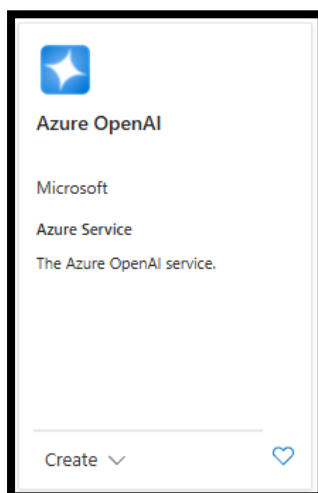 Azure OpenAI
Microsoft
Azure Service
The Azure OpenAI service.
Create